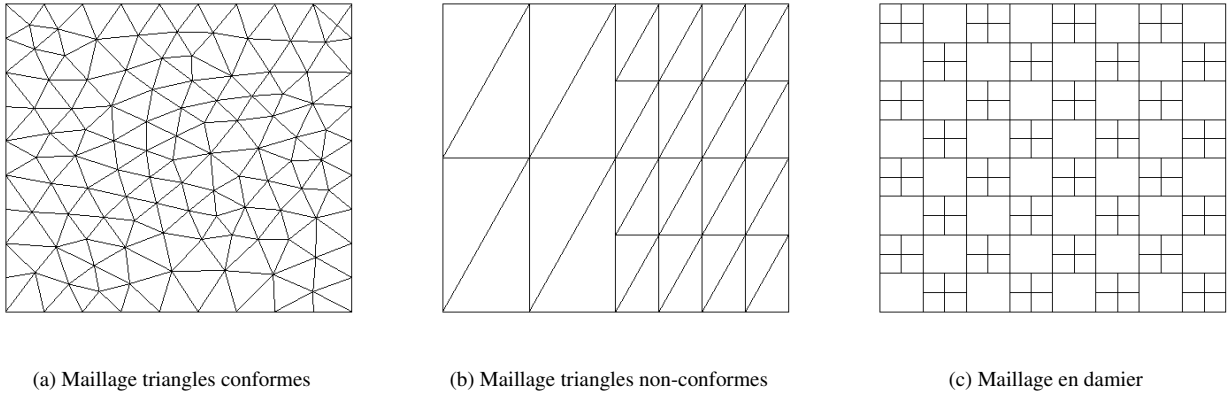 (a) Maillage triangles conformes
(b) Maillage triangles non-conformes
(c) Maillage en damier